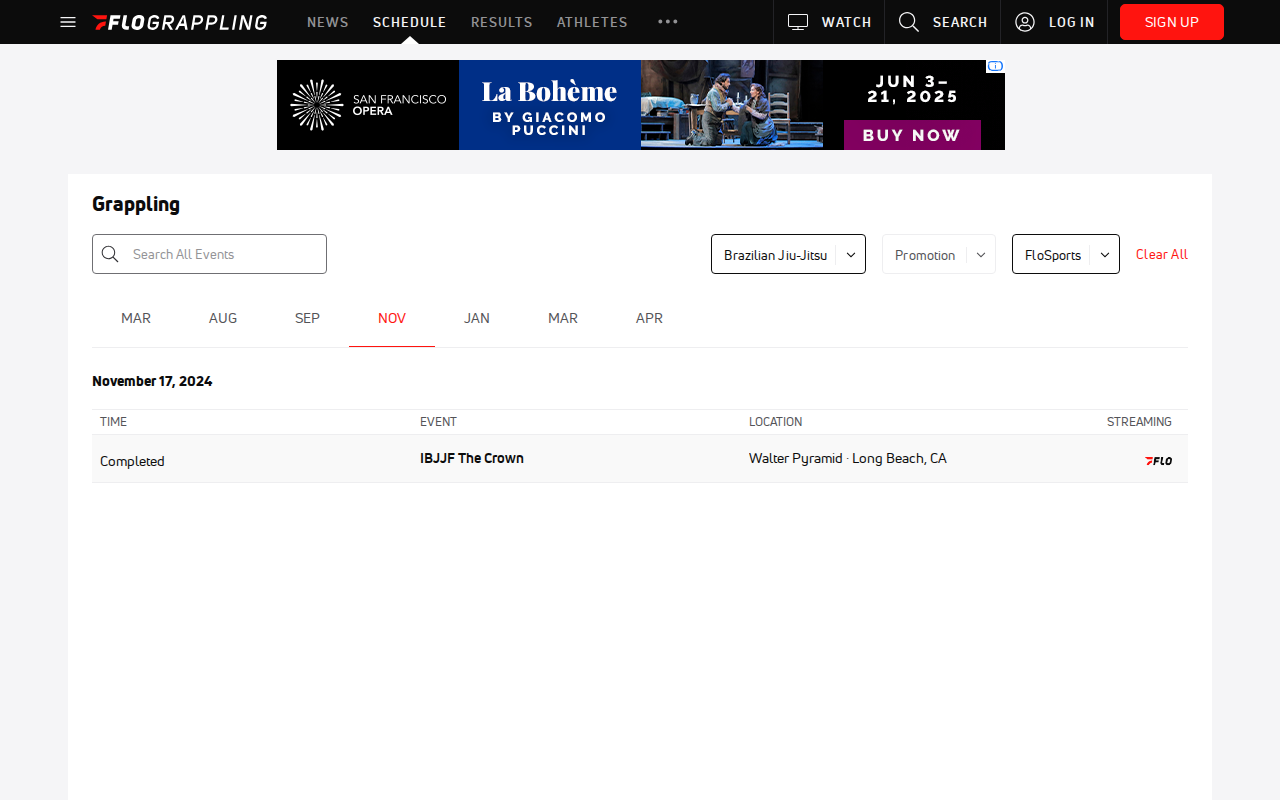 FLOGRAPPLING
NEWS
SCHEDULE
RESULTS
ATHLETES
WATCH
SEARCH
LOG IN
SIGN UP
SAN FRANCISCO
OPERA
La Bohème
BY GIACOMO
PUCCINI
JUN 3–
21, 2025
BUY NOW
Grappling
Search All Events
Brazilian Jiu-Jitsu
Promotion
FloSports
Clear All
MAR
AUG
SEP
NOV
JAN
MAR
APR
November 17, 2024
TIME
EVENT
LOCATION
STREAMING
Completed
IBJJF The Crown
Walter Pyramid · Long Beach, CA
FLO